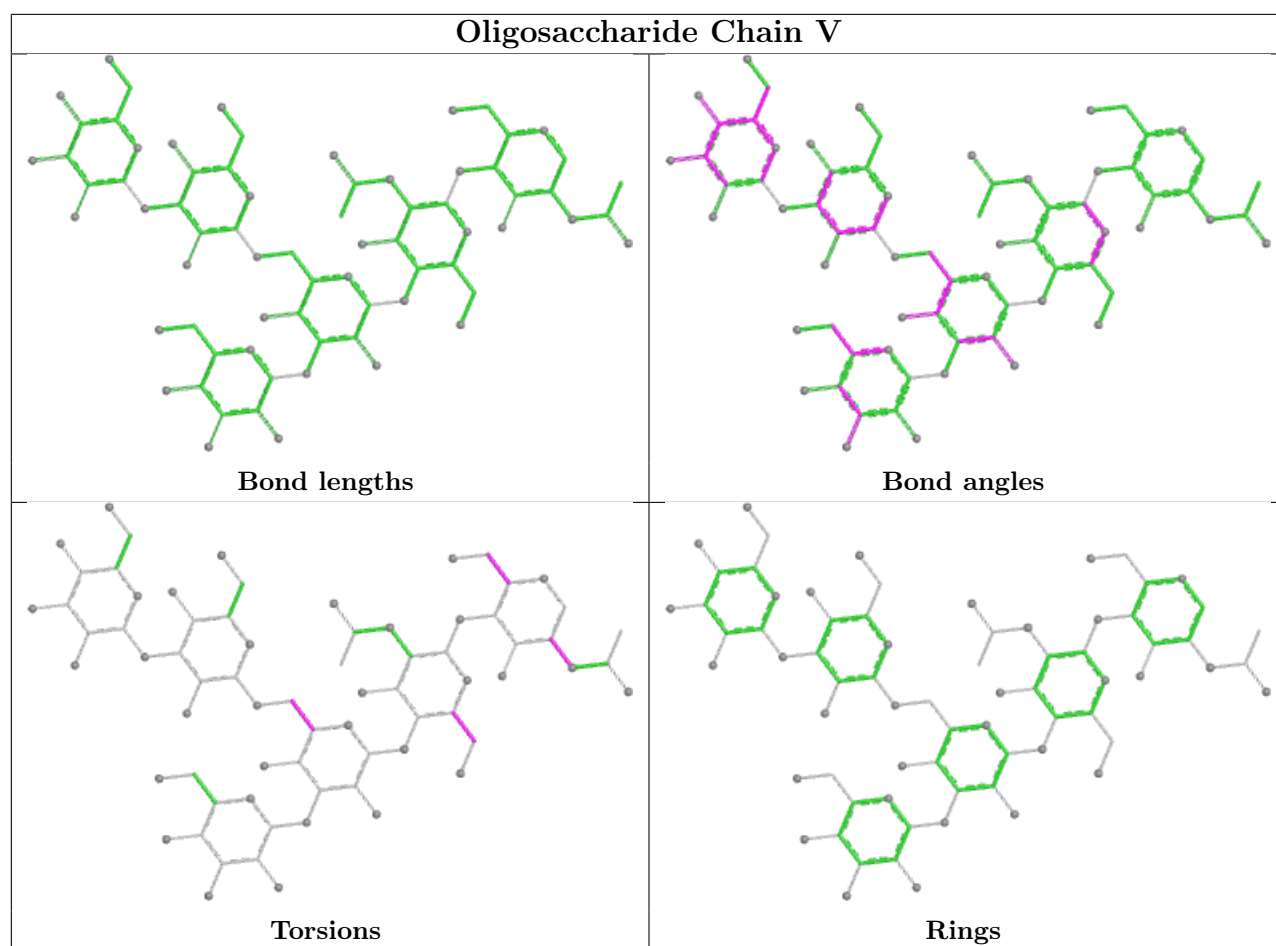 Oligosaccharide Chain V
Bond lengths
Bond angles
Torsions
Rings